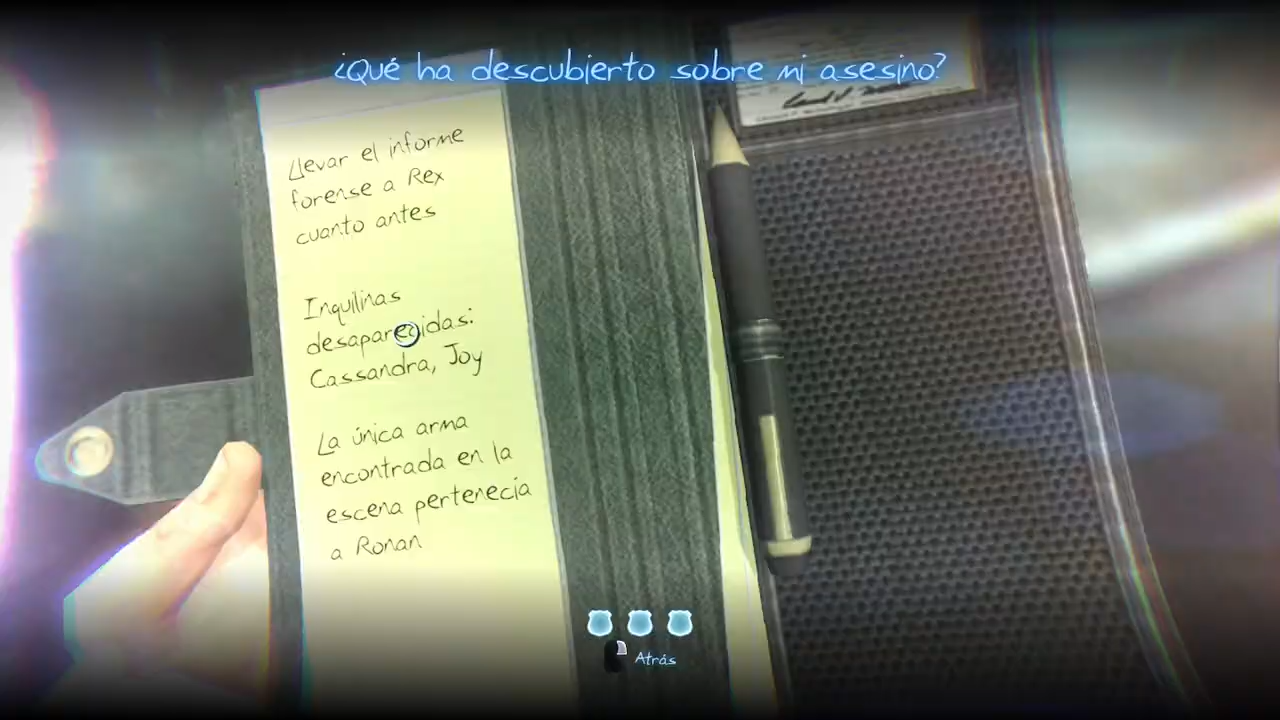 ¿Qué ha descubierto sobre mi asesino?
Llevar el informe
forense a Rex
cuanto antes
Inquilinas
desaparecidas:
Cassandra, Joy
La única arma
encontrada en la
escena pertenecía
a Ronan
Atrás